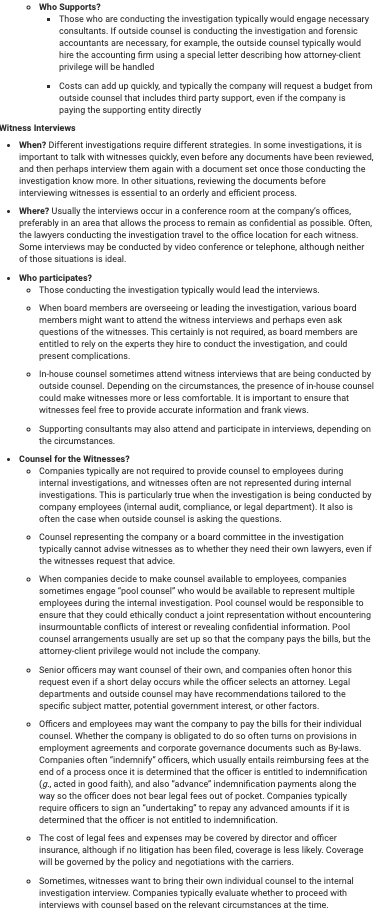 Who Supports?
Those who are conducting the investigation typically would engage necessary
consultants. If outside counsel is conducting the investigation and forensic
accountants are necessary, for example, the outside counsel typically would
hire the accounting firm using a special letter describing how attorney-client
privilege will be handled
Costs can add up quickly, and typically the company will request a budget from
outside counsel that includes third party support, even if the company is
paying the supporting entity directly
Witness Interviews
When? Different investigations require different strategies. In some investigations, it is
important to talk with witnesses quickly, even before any documents have been reviewed,
and then perhaps interview them again with a document set once those conducting the
investigation know more. In other situations, reviewing the documents before
interviewing witnesses is essential to an orderly and efficient process.
Where? Usually the interviews occur in a conference room at the company's offices,
preferably in an area that allows the process to remain as confidential as possible. Often,
the lawyers conducting the investigation travel to the office location for each witness.
Some interviews may be conducted by video conference or telephone, although neither
of those situations is ideal.
Who participates?
Those conducting the investigation typically would lead the interviews.
When board members are overseeing or leading the investigation, various board
members might want to attend the witness interviews and perhaps even ask
questions of the witnesses. This certainly is not required, as board members are
entitled to rely on the experts they hire to conduct the investigation, and could
present complications.
In-house counsel sometimes attend witness interviews that are being conducted by
outside counsel. Depending on the circumstances, the presence of in-house counsel
could make witnesses more or less comfortable. It is important to ensure that
witnesses feel free to provide accurate information and frank views.
Supporting consultants may also attend and participate in interviews, depending on
the circumstances.
Counsel for the Witnesses?
Companies typically are not required to provide counsel to employees during
internal investigations, and witnesses often are not represented during internal
investigations. This is particularly true when the investigation is being conducted by
company employees (internal audit, compliance, or legal department). It also is
often the case when outside counsel is asking the questions.
Counsel representing the company or a board committee in the investigation
typically cannot advise witnesses as to whether they need their own lawyers, even if
the witnesses request that advice.
When companies decide to make counsel available to employees, companies
sometimes engage “pool counsel” who would be available to represent multiple
employees during the internal investigation. Pool counsel would be responsible to
ensure that they could ethically conduct a joint representation without encountering
insurmountable conflicts of interest or revealing confidential information. Pool
counsel arrangements usually are set up so that the company pays the bills, but the
attorney-client privilege would not include the company.
Senior officers may want counsel of their own, and companies often honor this
request even if a short delay occurs while the officer selects an attorney. Legal
departments and outside counsel may have recommendations tailored to the
specific subject matter, potential government interest, or other factors.
Officers and employees may want the company to pay the bills for their individual
counsel. Whether the company is obligated to do so often turns on provisions in
employment agreements and corporate governance documents such as By-laws.
Companies often “indemnify” officers, which usually entails reimbursing fees at the
end of a process once it is determined that the officer is entitled to indemnification
(g., acted in good faith), and also “advance” indemnification payments along the
way so the officer does not bear legal fees out of pocket. Companies typically
require officers to sign an “undertaking” to repay any advanced amounts if it is
determined that the officer is not entitled to indemnification.
The cost of legal fees and expenses may be covered by director and officer
insurance, although if no litigation has been filed, coverage is less likely. Coverage
will be governed by the policy and negotiations with the carriers.
Sometimes, witnesses want to bring their own individual counsel to the internal
investigation interview. Companies typically evaluate whether to proceed with
interviews with counsel based on the relevant circumstances at the time.